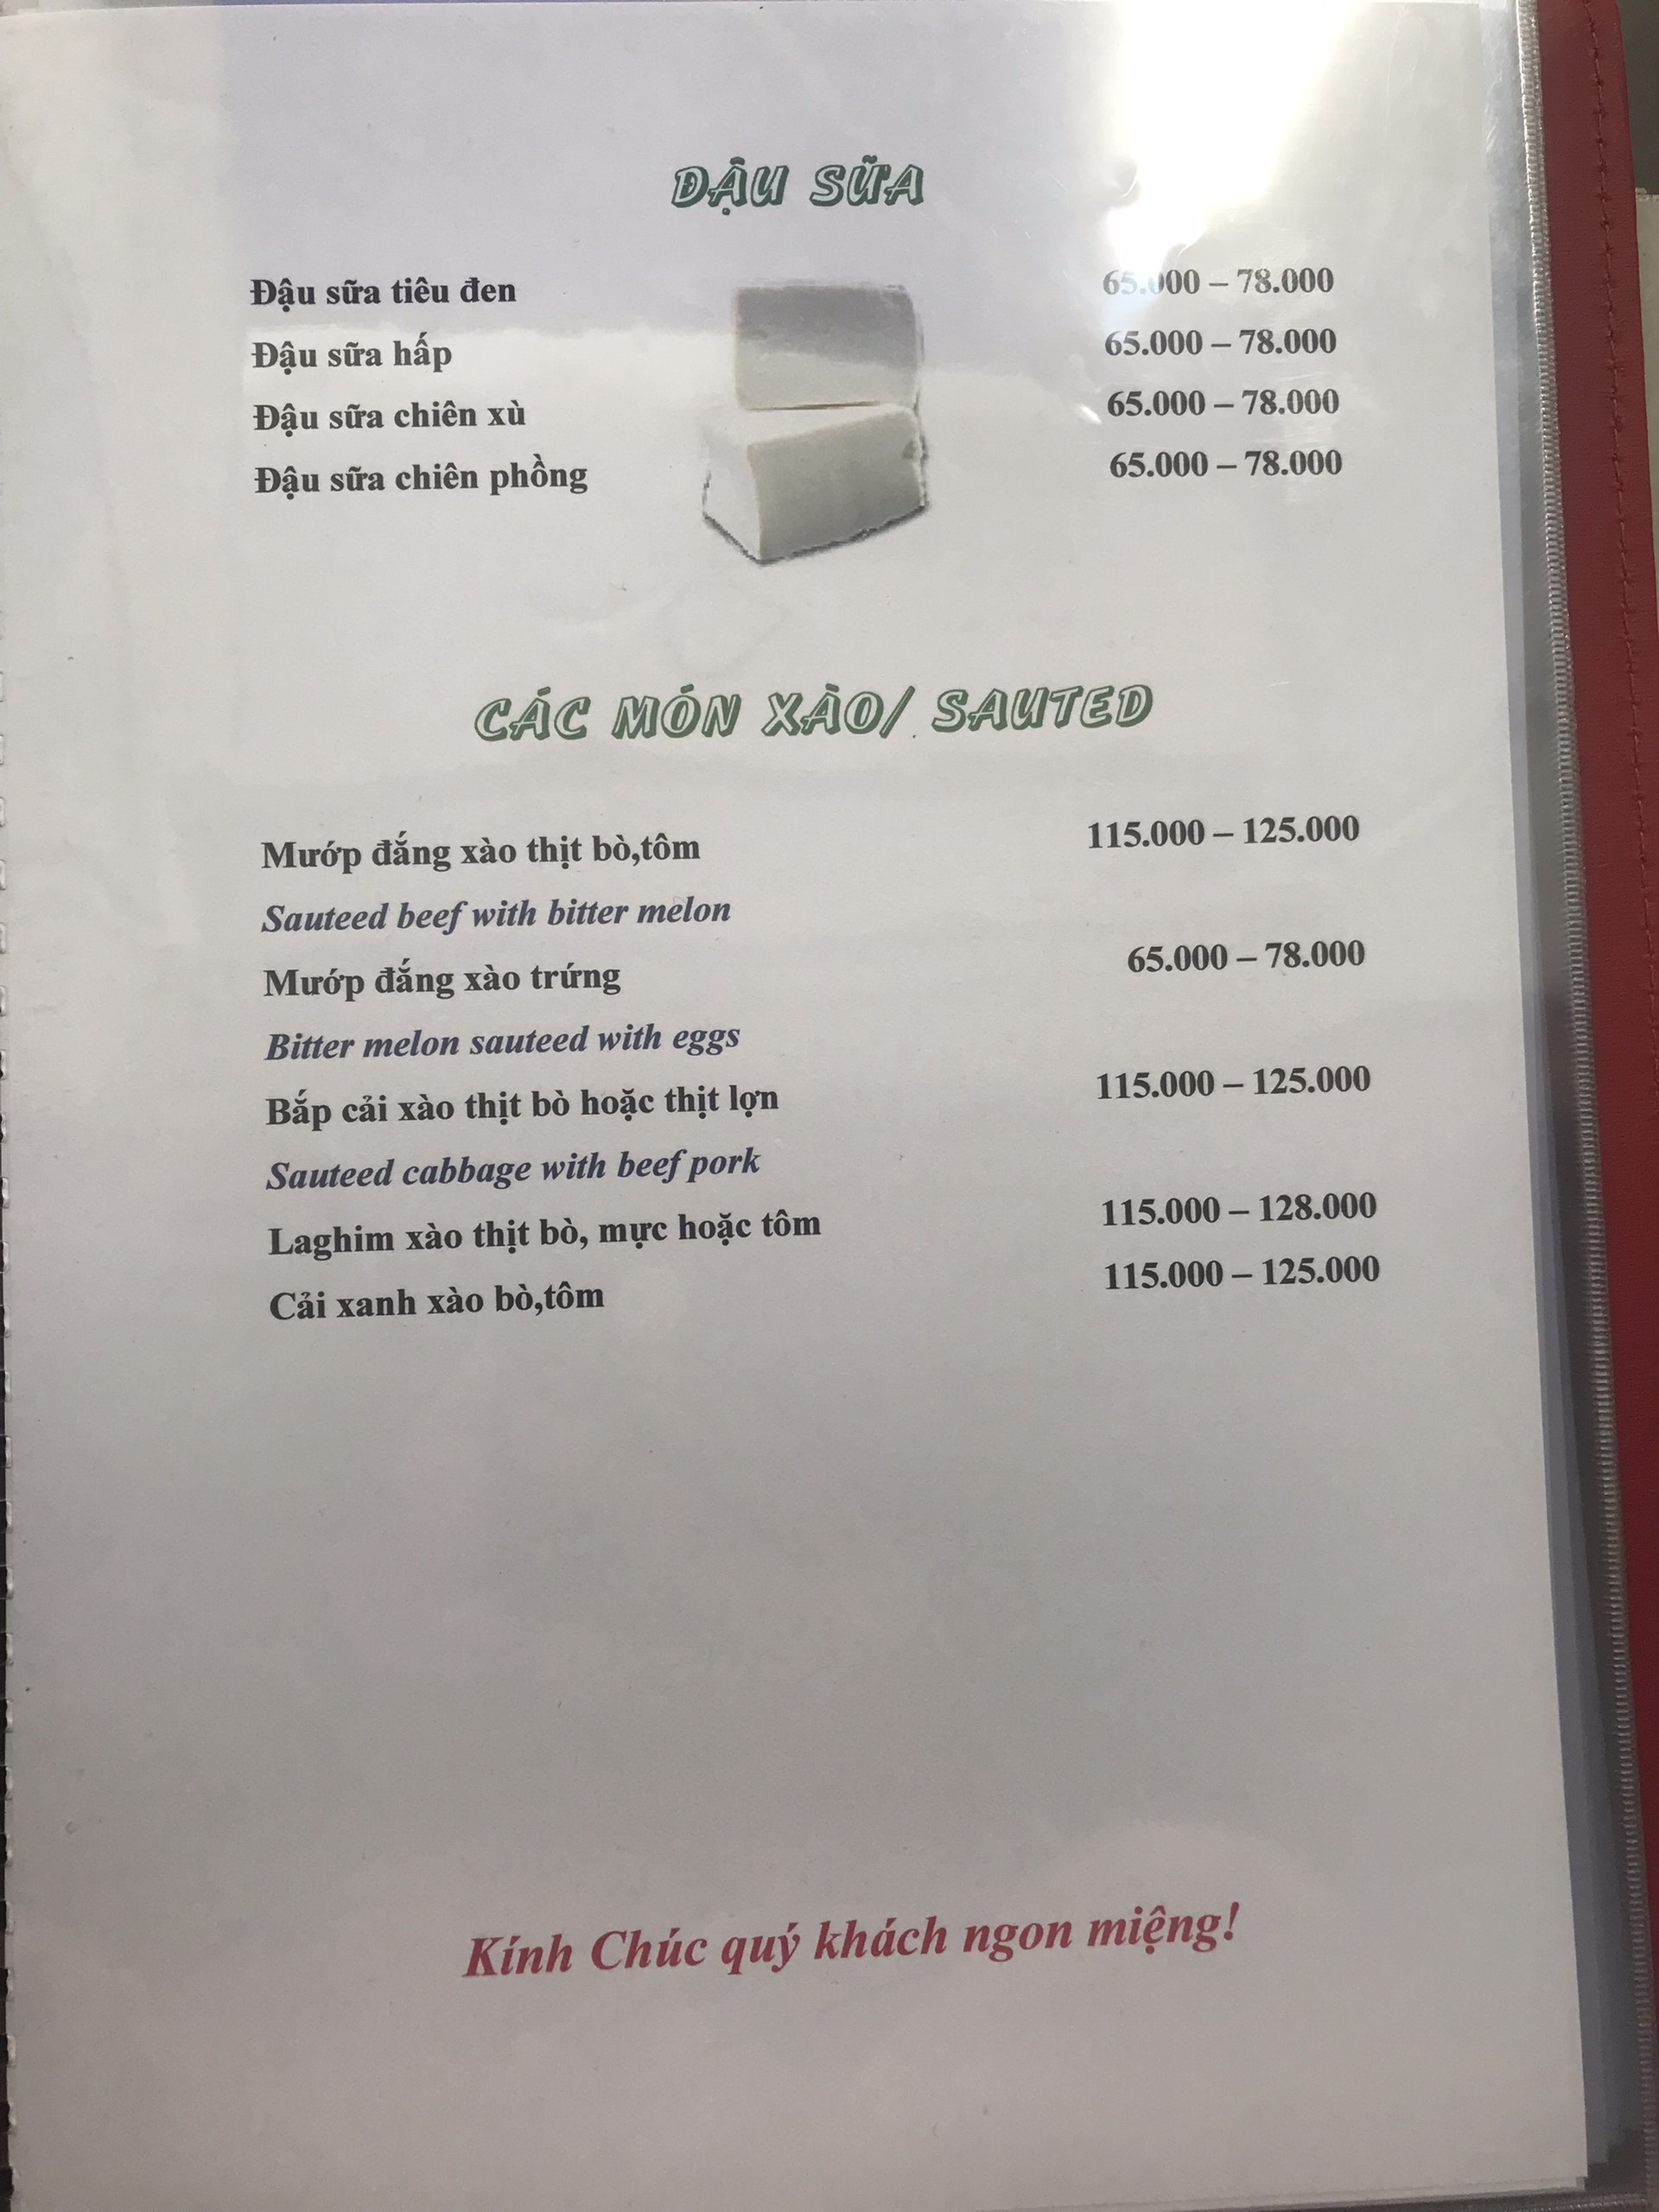 ĐẬU SỮA
Đậu sữa tiêu đen 65.000 – 78.000
Đậu sữa hấp 65.000 – 78.000
Đậu sữa chiên xù 65.000 – 78.000
Đậu sữa chiên phồng 65.000 – 78.000
CÁC MÓN XÀO/ SAUTED
Mướp đắng xào thịt bò,tôm 115.000 – 125.000
Sauteed beef with bitter melon
Mướp đắng xào trứng 65.000 – 78.000
Bitter melon sauteed with eggs
Bắp cải xào thịt bò hoặc thịt lợn 115.000 – 125.000
Sauteed cabbage with beef pork
Laghim xào thịt bò, mực hoặc tôm 115.000 – 128.000
Cải xanh xào bò,tôm 115.000 – 125.000
Kính Chúc quý khách ngon miệng!